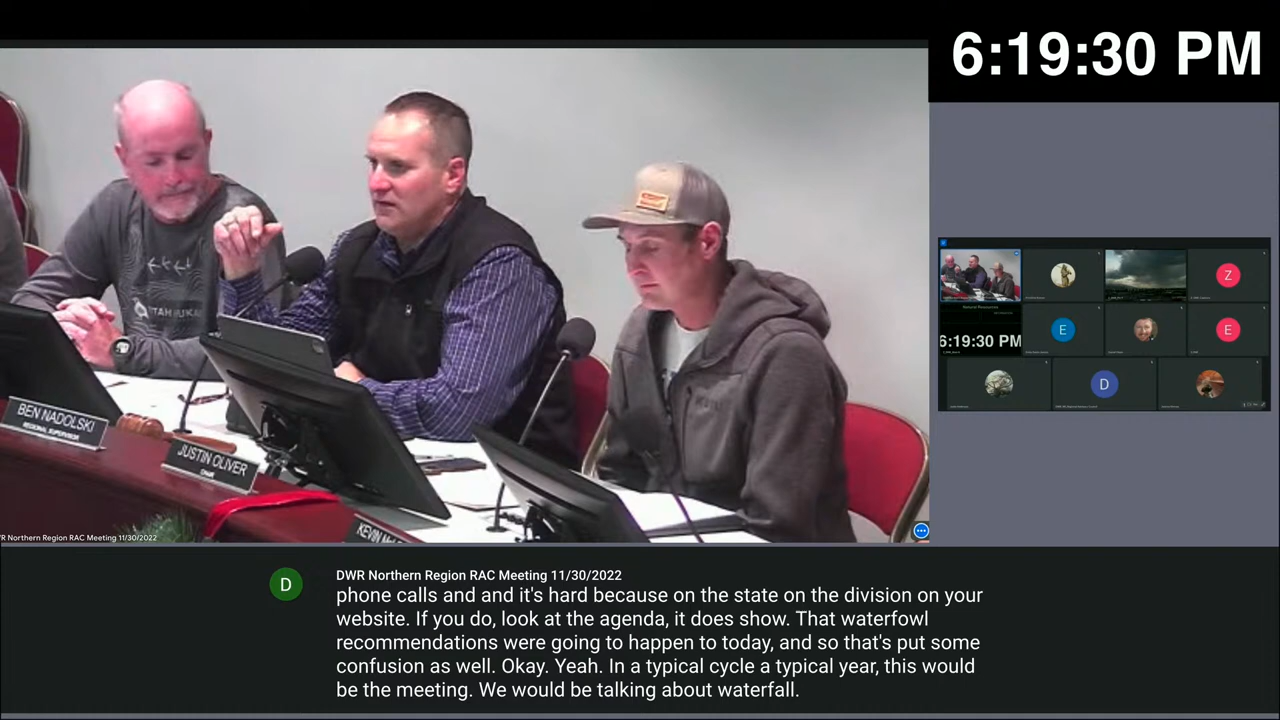 6:19:30 PM
BEN NADOLSKI
REGIONAL SUPERVISOR
JUSTIN OLIVER
CHAIR
KEVIN
6:19:30 PM
Z
E
E
D
R Northern Region RAC Meeting 11/30/2022
D
DWR Northern Region RAC Meeting 11/30/2022
phone calls and and it's hard because on the state on the division on your
website. If you do, look at the agenda, it does show. That waterfowl
recommendations were going to happen to today, and so that's put some
confusion as well. Okay. Yeah. In a typical cycle a typical year, this would
be the meeting. We would be talking about waterfall.